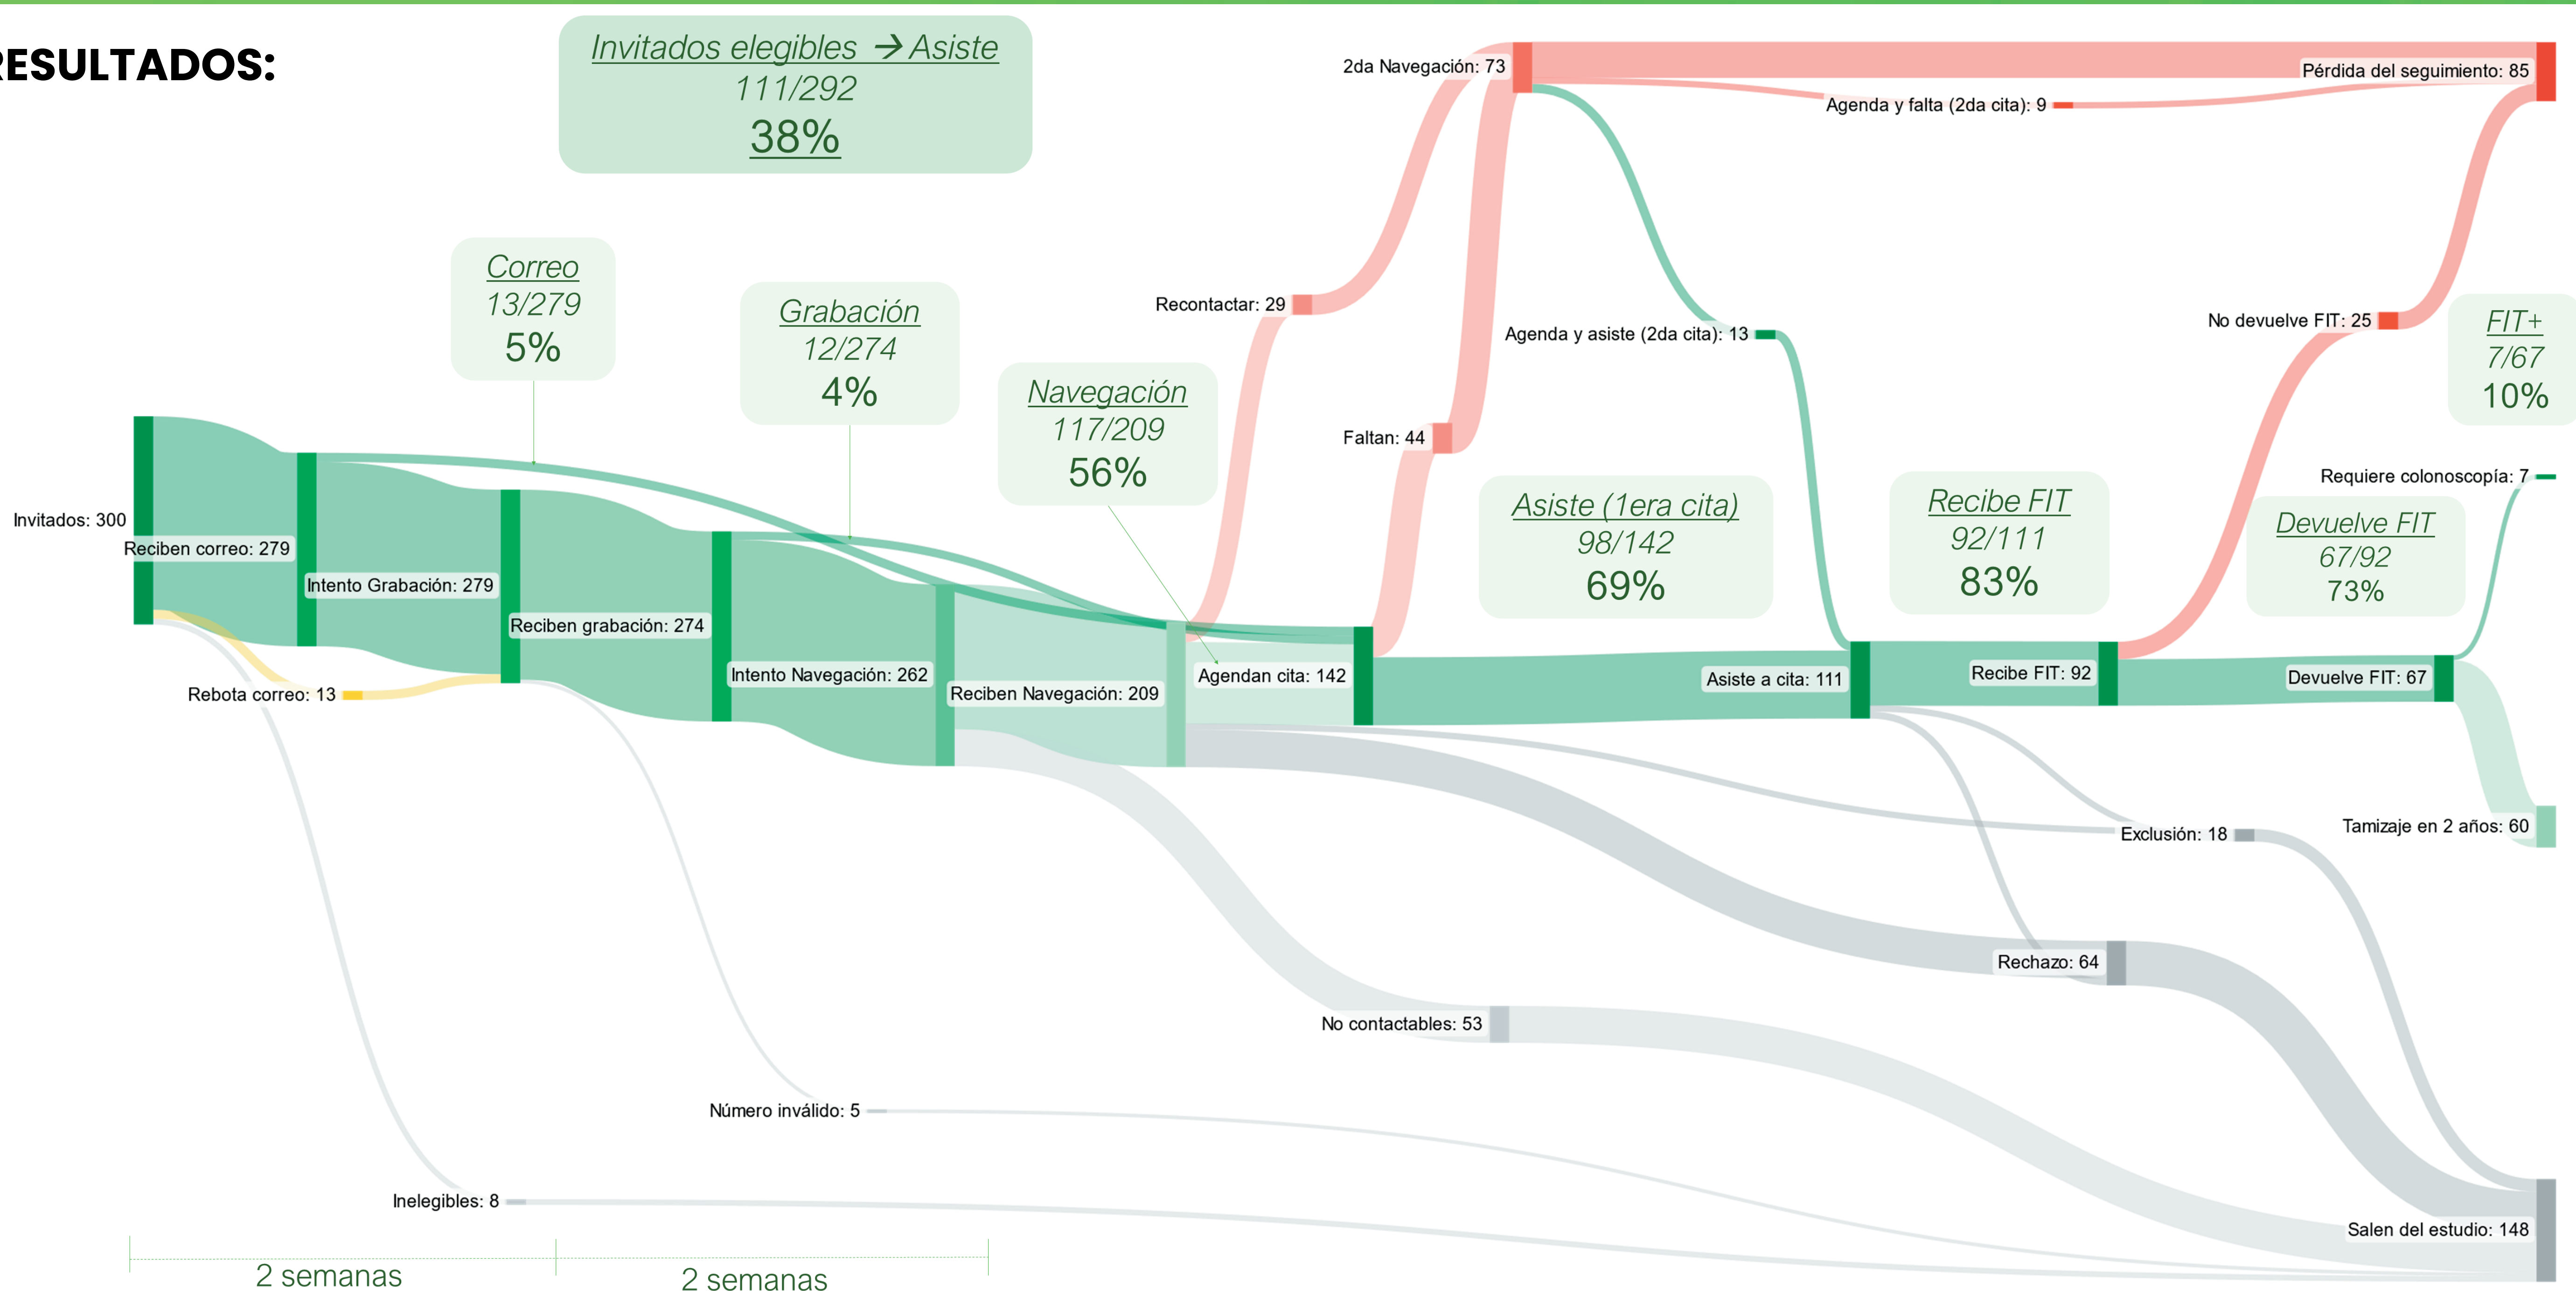 RESULTADOS:
Invitados elegibles → Asiste
111/292
38%
2da Navegación: 73
Pérdida del seguimiento: 85
Agenda y falta (2da cita): 9
Correo
13/279
5%
Grabación
12/274
4%
Recontactar: 29
Agenda y asiste (2da cita): 13
No devuelve FIT: 25
FIT+
7/67
10%
Navegación
117/209
56%
Faltan: 44
Asiste (1era cita)
98/142
69%
Recibe FIT
92/111
83%
Requiere colonoscopía: 7
Devuelve FIT
67/92
73%
Invitados: 300
Reciben correo: 279
Intento Grabación: 279
Reciben grabación: 274
Intento Navegación: 262
Reciben Navegación: 209
Agendan cita: 142
Asiste a cita: 111
Recibe FIT: 92
Devuelve FIT: 67
Rebota correo: 13
Exclusión: 18
Tamizaje en 2 años: 60
Rechazo: 64
No contactables: 53
Número inválido: 5
Inelegibles: 8
Salen del estudio: 148
2 semanas
2 semanas